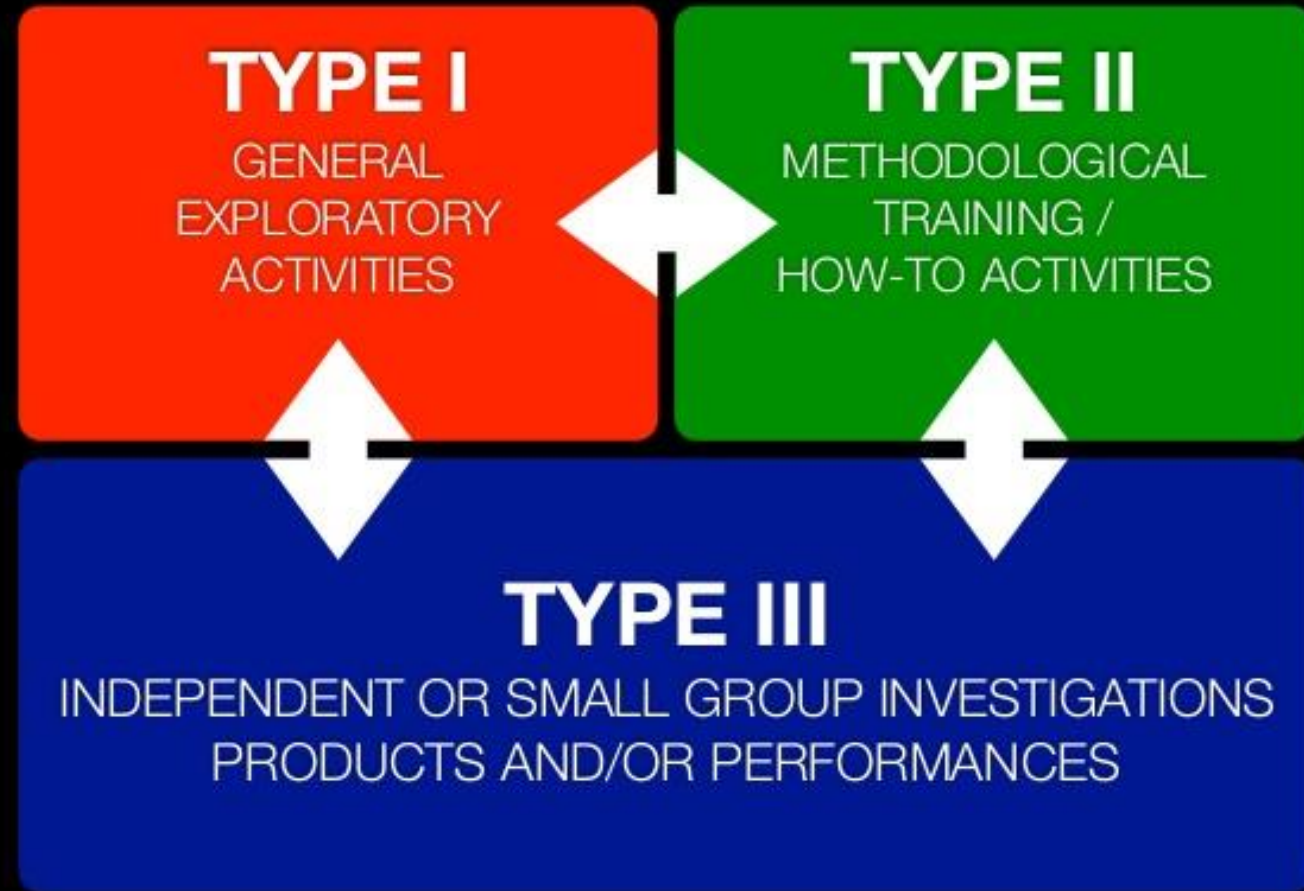 TYPE I
GENERAL
EXPLORATORY
ACTIVITIES
TYPE II
METHODOLOGICAL
TRAINING /
HOW-TO ACTIVITIES
TYPE III
INDEPENDENT OR SMALL GROUP INVESTIGATIONS
PRODUCTS AND/OR PERFORMANCES